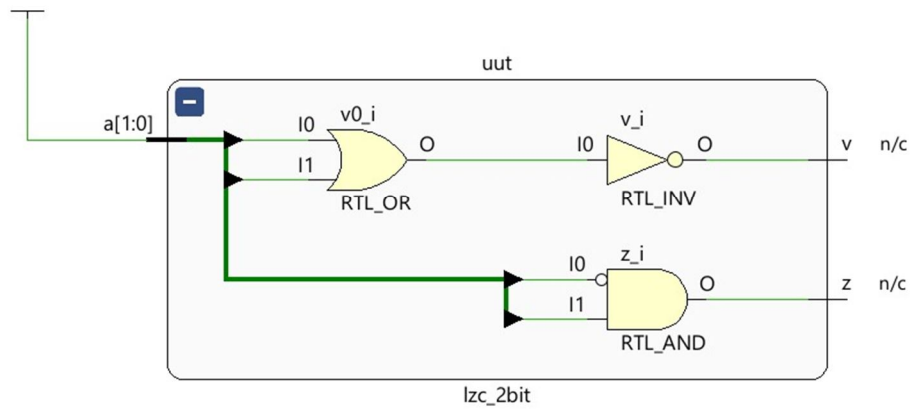 uut
a[1:0]
v0_i
I0
I1
O
RTL_OR
v_i
I0
O
RTL_INV
v
n/c
z_i
I0
I1
O
RTL_AND
z
n/c
lzc_2bit